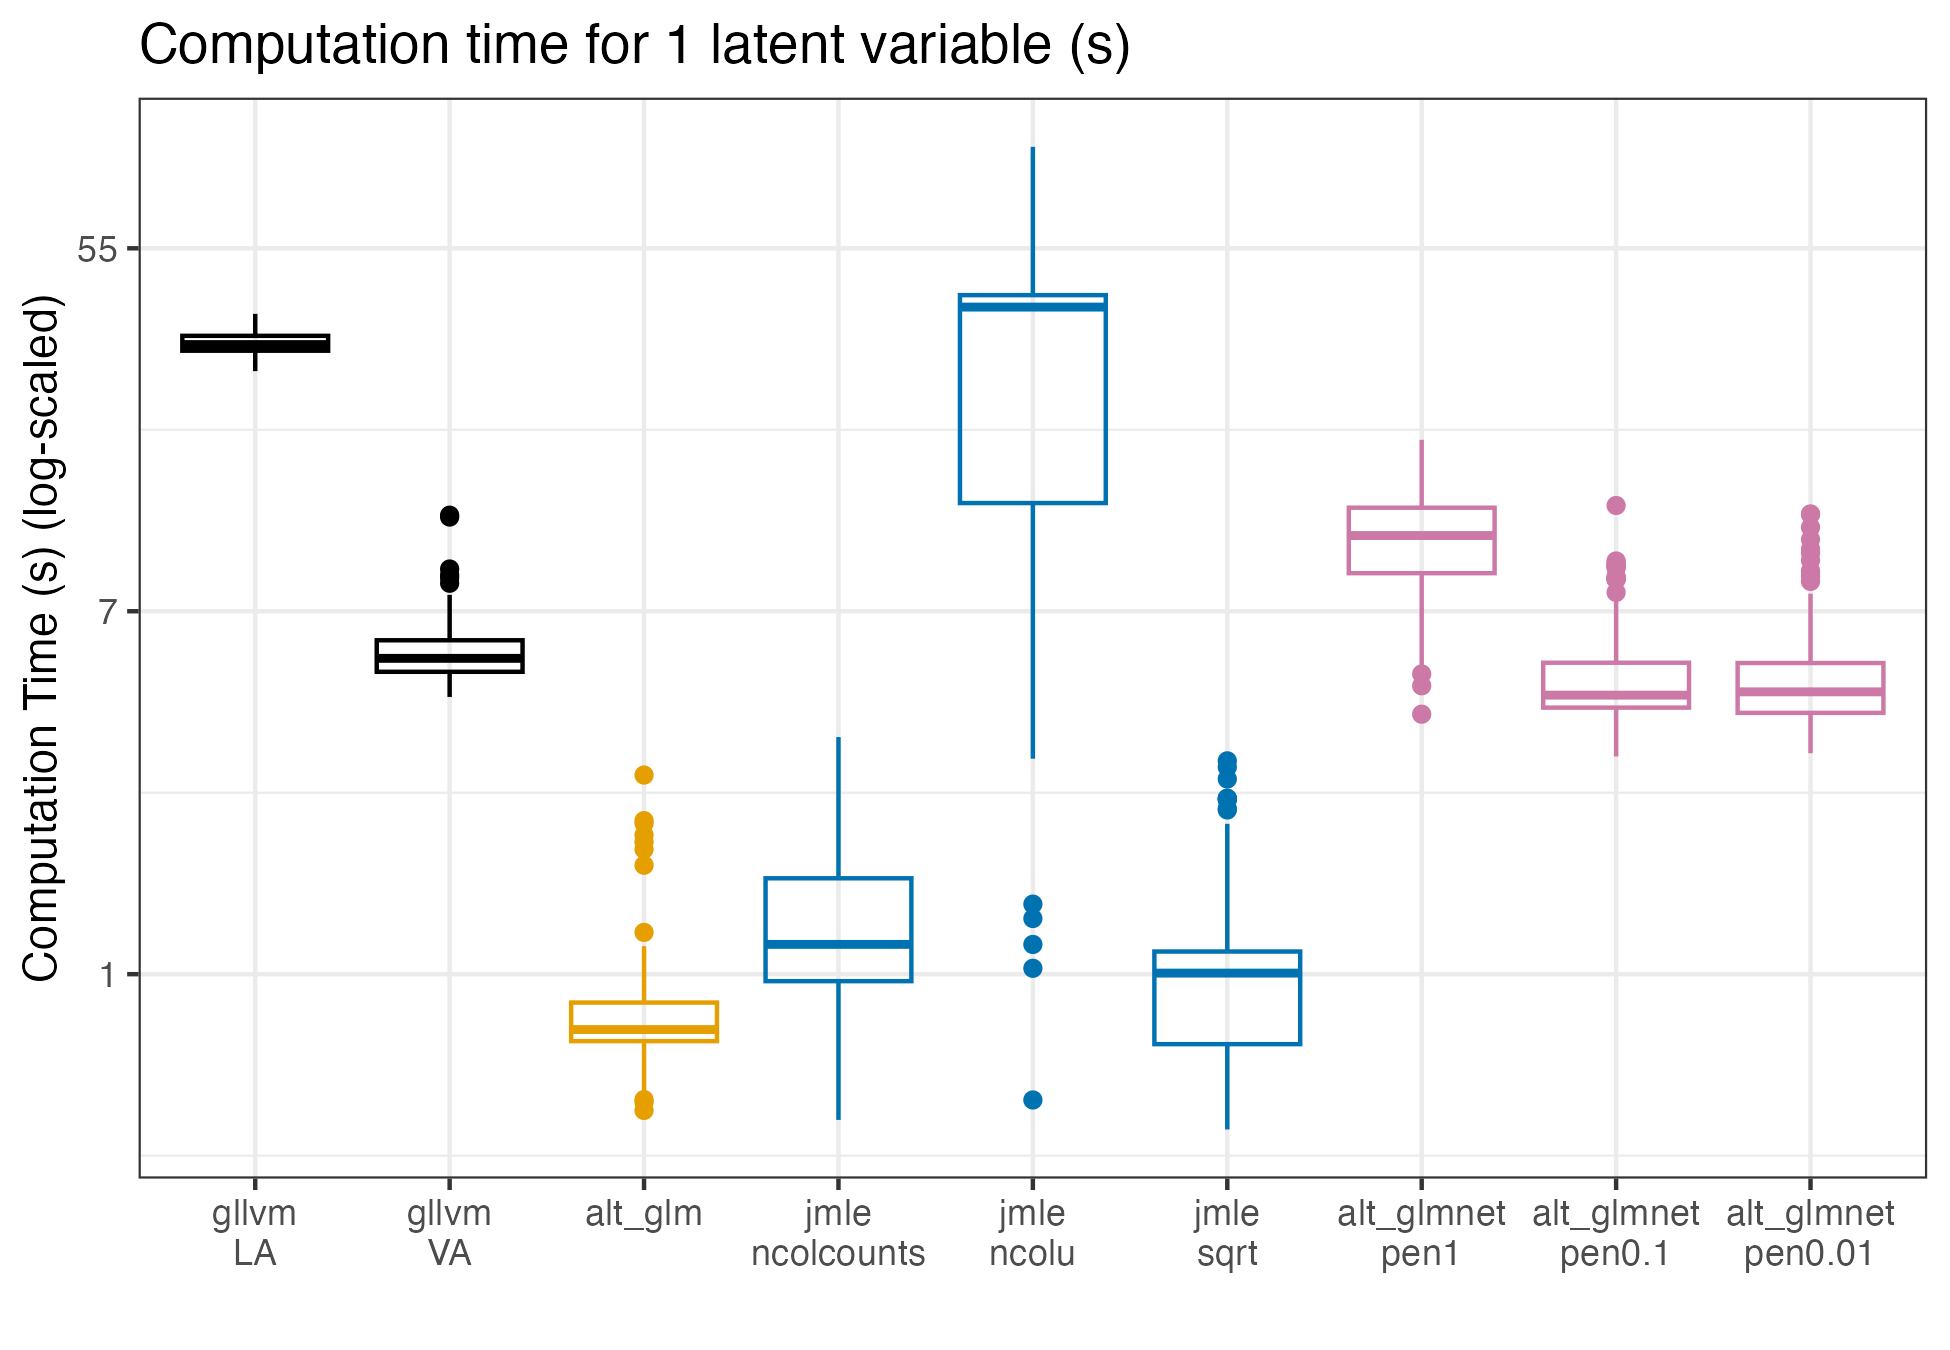 Computation time for 1 latent variable (s)
Computation Time (s) (log-scaled)
55
7
1
gllvm
LA
gllvm
VA
alt_glm
jmle
ncolcounts
jmle
ncolu
jmle
sqrt
alt_glmnet
pen1
alt_glmnet
pen0.1
alt_glmnet
pen0.01